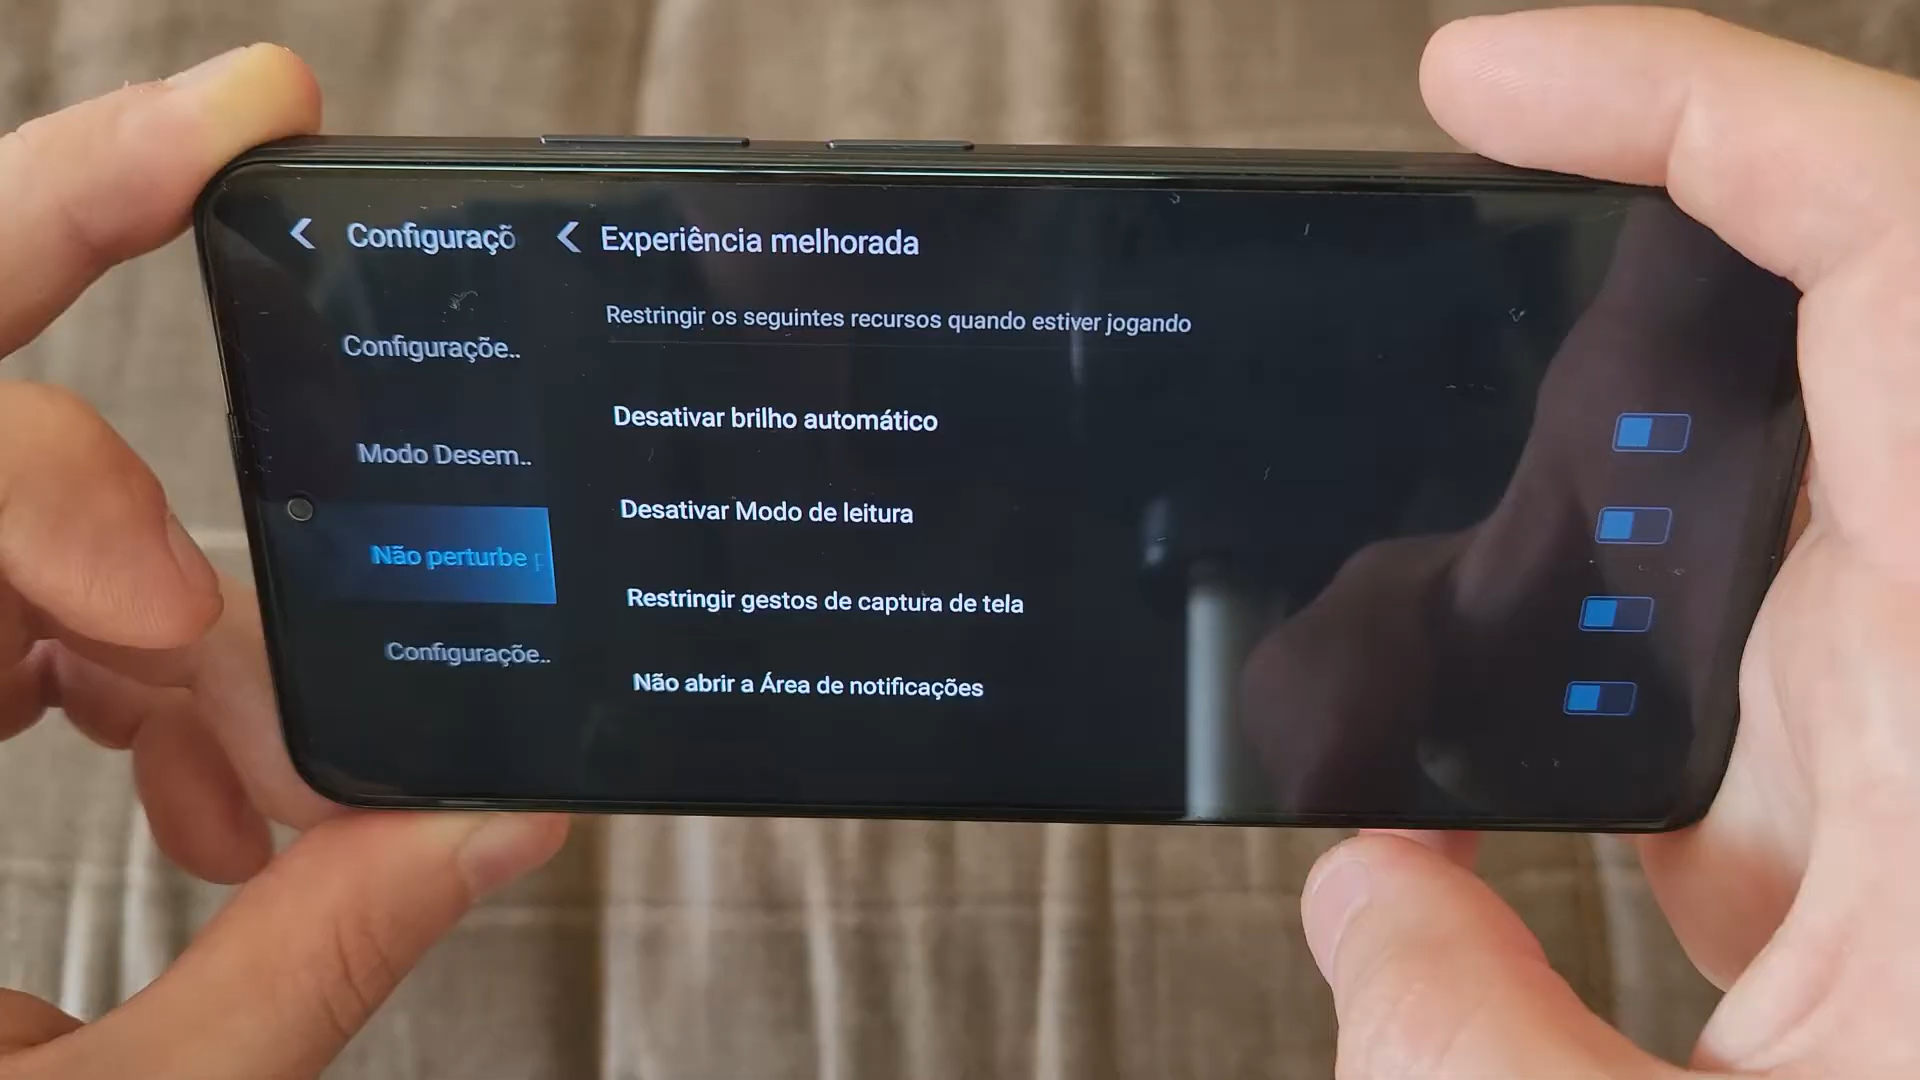 Configuraçõ
Configuraçõe..
Modo Desem..
Não perturbe
Configuraçõe..
Experiência melhorada
Restringir os seguintes recursos quando estiver jogando
Desativar brilho automático
Desativar Modo de leitura
Restringir gestos de captura de tela
Não abrir a Área de notificações